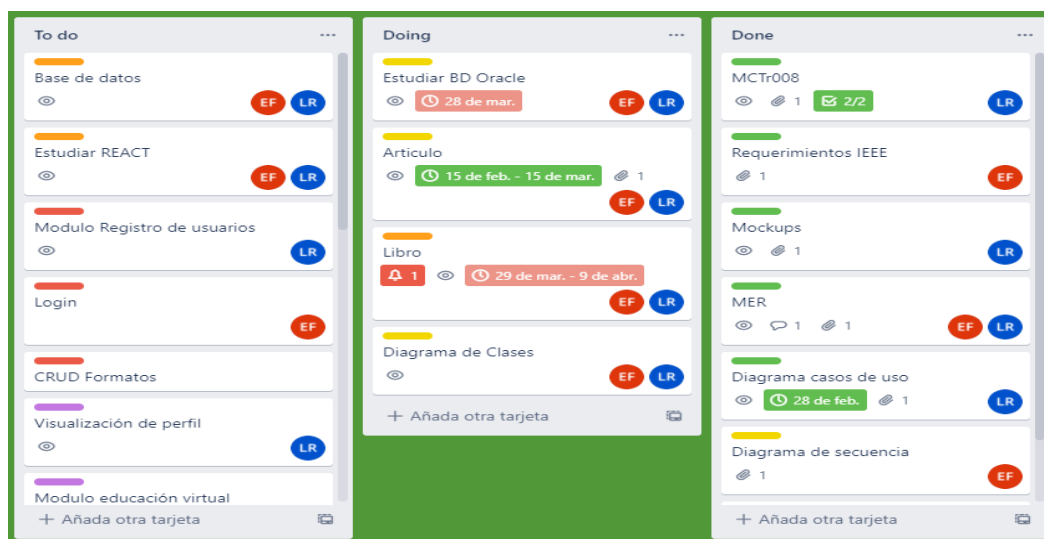 To do
Base de datos
EF LR
Estudiar REACT
EF LR
Modulo Registro de usuarios
LR
Login
EF
CRUD Formatos
Visualización de perfil
LR
Modulo educación virtual
+ Añada otra tarjeta
Doing
Estudiar BD Oracle
28 de mar.
EF LR
Articulo
15 de feb. - 15 de mar. 1
EF LR
Libro
1 29 de mar. - 9 de abr.
EF LR
Diagrama de Clases
EF LR
+ Añada otra tarjeta
Done
MCTr008
1 2/2
LR
Requerimientos IEEE
1
EF
Mockups
1
LR
MER
1 1
EF LR
Diagrama casos de uso
28 de feb. 1
LR
Diagrama de secuencia
1
EF
+ Añada otra tarjeta